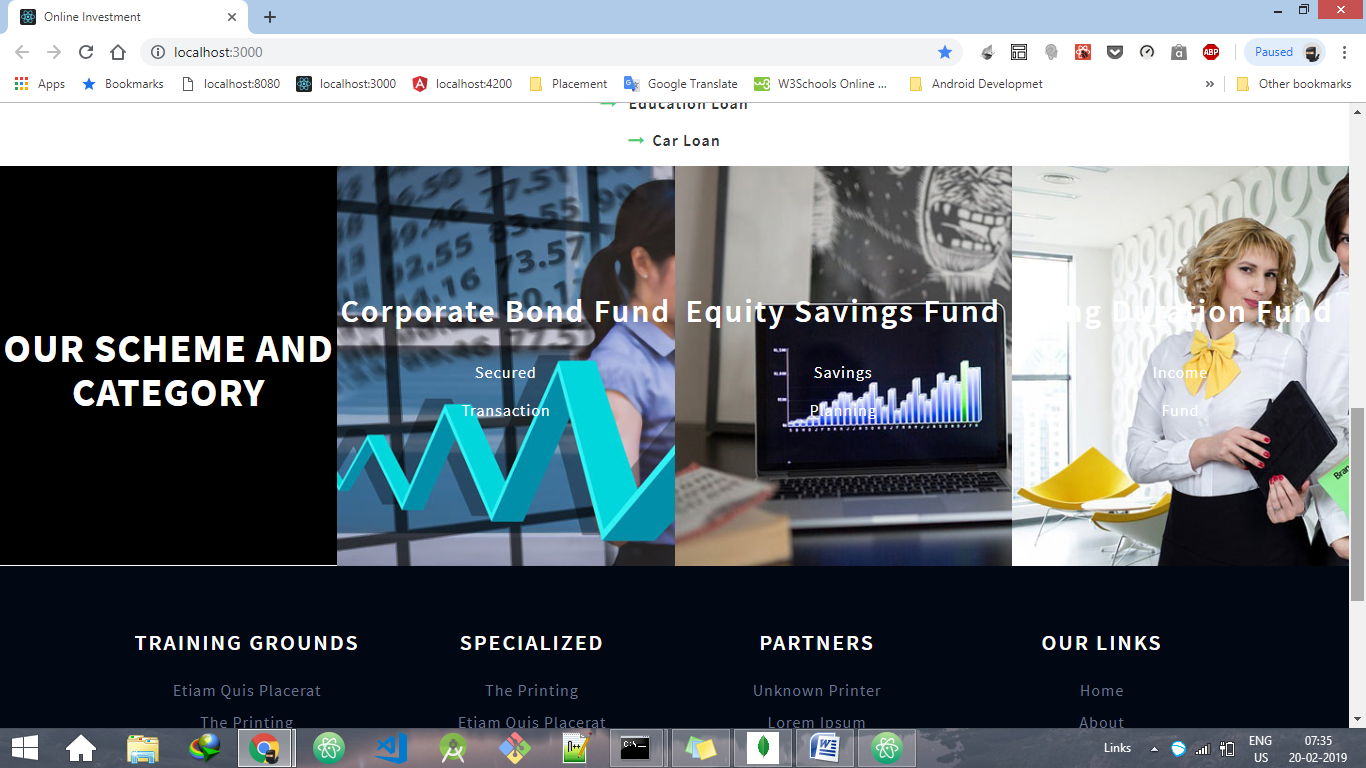 Online Investment
localhost:3000
Paused
Apps
Bookmarks
localhost:8080
localhost:3000
localhost:4200
Placement
Google Translate
W3Schools Online ...
Android Developmet
Other bookmarks
Education Loan
Car Loan
OUR SCHEME AND
CATEGORY
Corporate Bond Fund
Secured
Transaction
Equity Savings Fund
Savings
Planning
Duration Fund
Income
Fund
TRAINING GROUNDS
SPECIALIZED
PARTNERS
OUR LINKS
Etiam Quis Placerat
The Printing
Unknown Printer
Home
The Printing
Etiam Quis Placerat
Lorem Ipsum
About
Links
ENG
US
07:35
20-02-2019